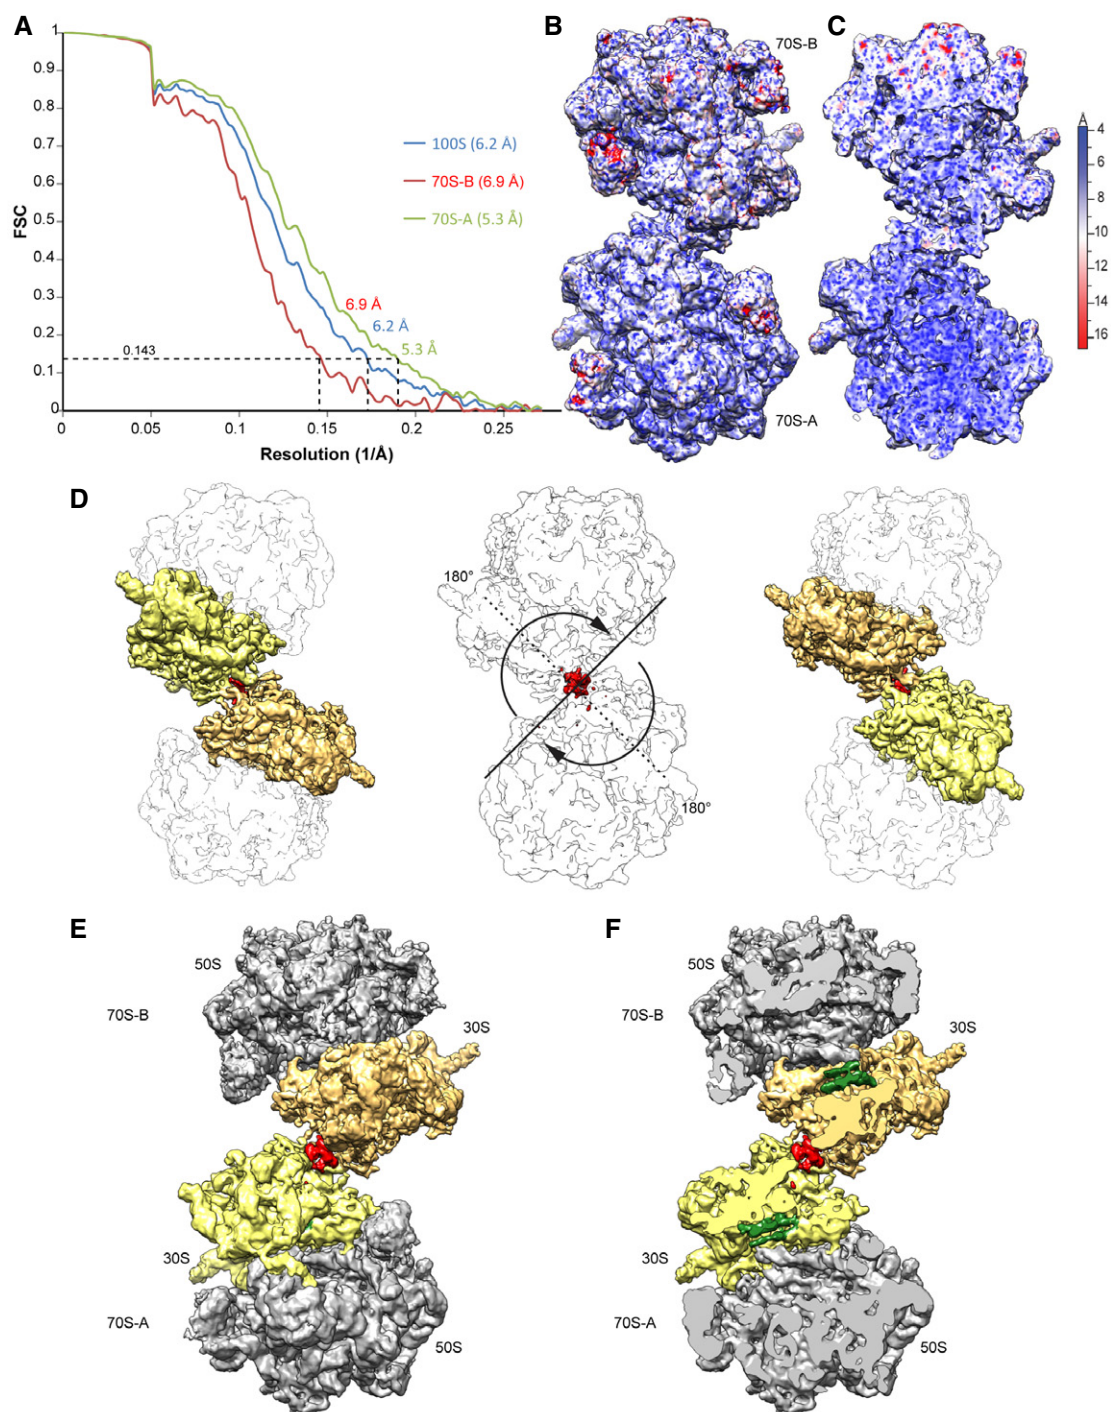 A
1
0.9
0.8
0.7
0.6
0.5
0.4
0.3
0.2
0.1
0
FSC
0
0.05
0.1
0.15
0.2
0.25
Resolution (1/Å)
100S (6.2 Å)
70S-B (6.9 Å)
70S-A (5.3 Å)
6.9 Å
6.2 Å
5.3 Å
0.143
B
70S-B
70S-A
C
Å
4
6
8
10
12
14
16
D
180°
180°
E
50S
70S-B
30S
30S
70S-A
50S
F
50S
70S-B
30S
30S
70S-A
50S